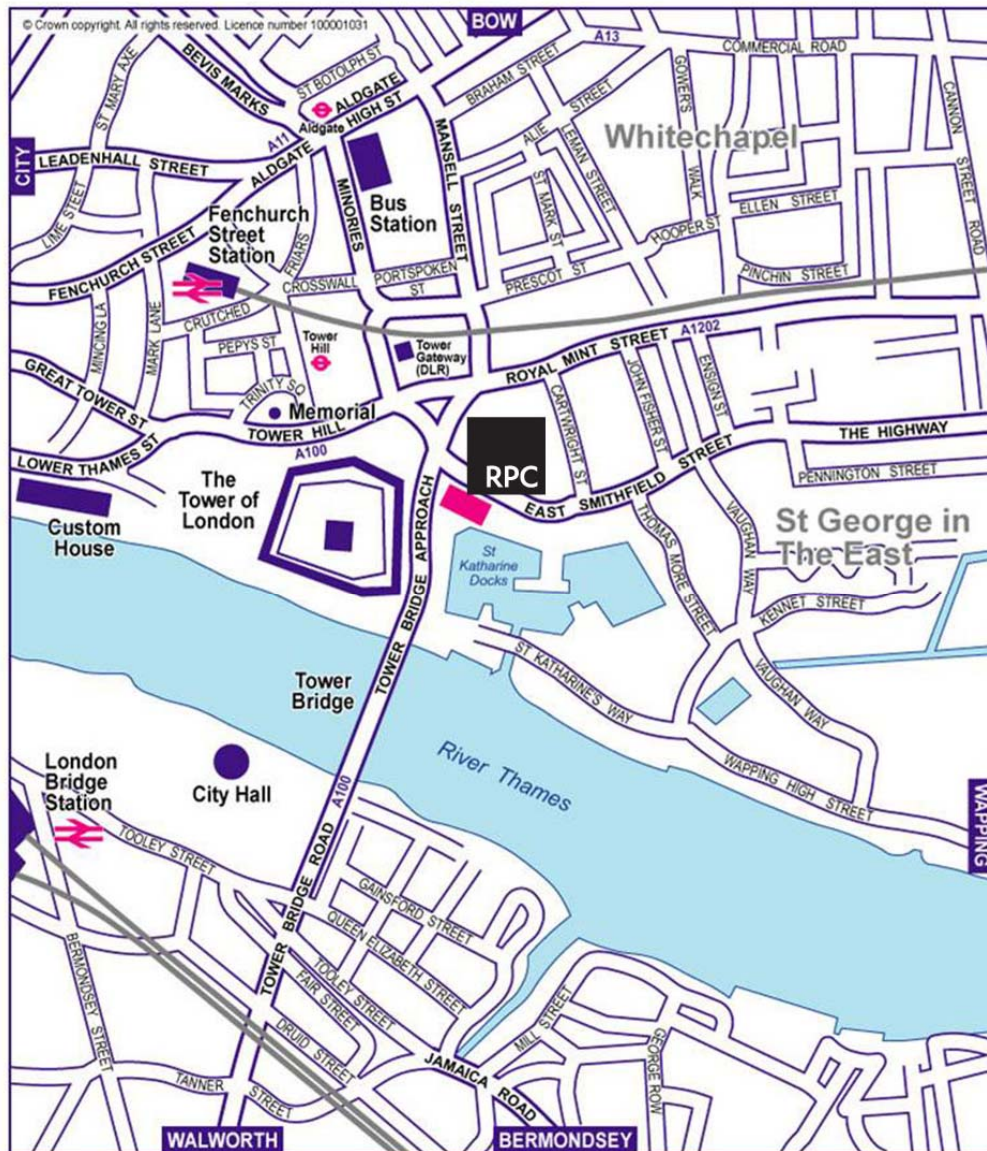 © Crown copyright. All rights reserved. Licence number 100001031
BOW
A13
COMMERCIAL ROAD
ST MARY AXE
BEVIS MARKS
ST BOTOLPH ST
ALDGATE
HIGH ST
Aldgate
BRAHAM STREET
GOWER'S
WALK
CANNON
STREET ROAD
CITY
A11
LEADENHALL STREET
ALDGATE
MINORIES
MANSELL STREET
ALIE STREET
EMAN STREET
Whitechapel
Bus
Station
ST MARK ST
ELLEN STREET
HOOPER ST
LIME STEET
Fenchurch
Street
Station
FENCHURCH STREET
FRIARS
CROSSWALL
PORTSPOKEN
ST
PRESCOT ST
PINCHIN STREET
MINCING LA
MARK LANE
CRUTCHED
PEPYS ST
Tower
Hill
Tower
Gateway
(DLR)
ROYAL MINT STREET
A1202
GREAT TOWER ST
TRINITY SQ
Memorial
TOWER HILL
A100
CARTWRIGHT ST
JOHN FISHER ST
ENSIGN ST
THE HIGHWAY
LOWER THAMES ST
The
Tower of
London
RPC
EAST SMITHFIELD STREET
PENNINGTON STREET
Custom
House
TOWER BRIDGE APPROACH
St
Katharine
Docks
THOMAS MORE STREET
VAUGHAN WAY
St George in
The East
KENNET STREET
ST KATHARINE'S WAY
VAUGHAN WAY
Tower
Bridge
River Thames
WAPPING HIGH STREET
WAPPING
London
Bridge
Station
City Hall
A100
TOOLEY STREET
TOWER BRIDGE ROAD
GAINSFORD STREET
QUEEN ELIZABETH STREET
TOOLEY STREET
FAIR STREET
BERMONDSEY STREET
DRUID STREET
JAMAICA ROAD
MILL STREET
GEORGE ROW
TANNER STREET
WALWORTH
BERMONDSEY